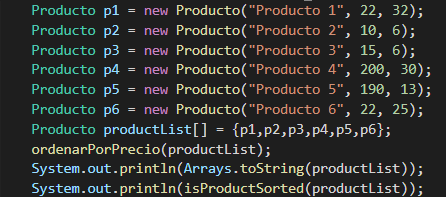 Producto p1 = new Producto("Producto 1", 22, 32);
Producto p2 = new Producto("Producto 2", 10, 6);
Producto p3 = new Producto("Producto 3", 15, 6);
Producto p4 = new Producto("Producto 4", 200, 30);
Producto p5 = new Producto("Producto 5", 190, 13);
Producto p6 = new Producto("Producto 6", 22, 25);
Producto productList[] = {p1,p2,p3,p4,p5,p6};
ordenarPorPrecio(productList);
System.out.println(Arrays.toString(productList));
System.out.println(isProductSorted(productList));